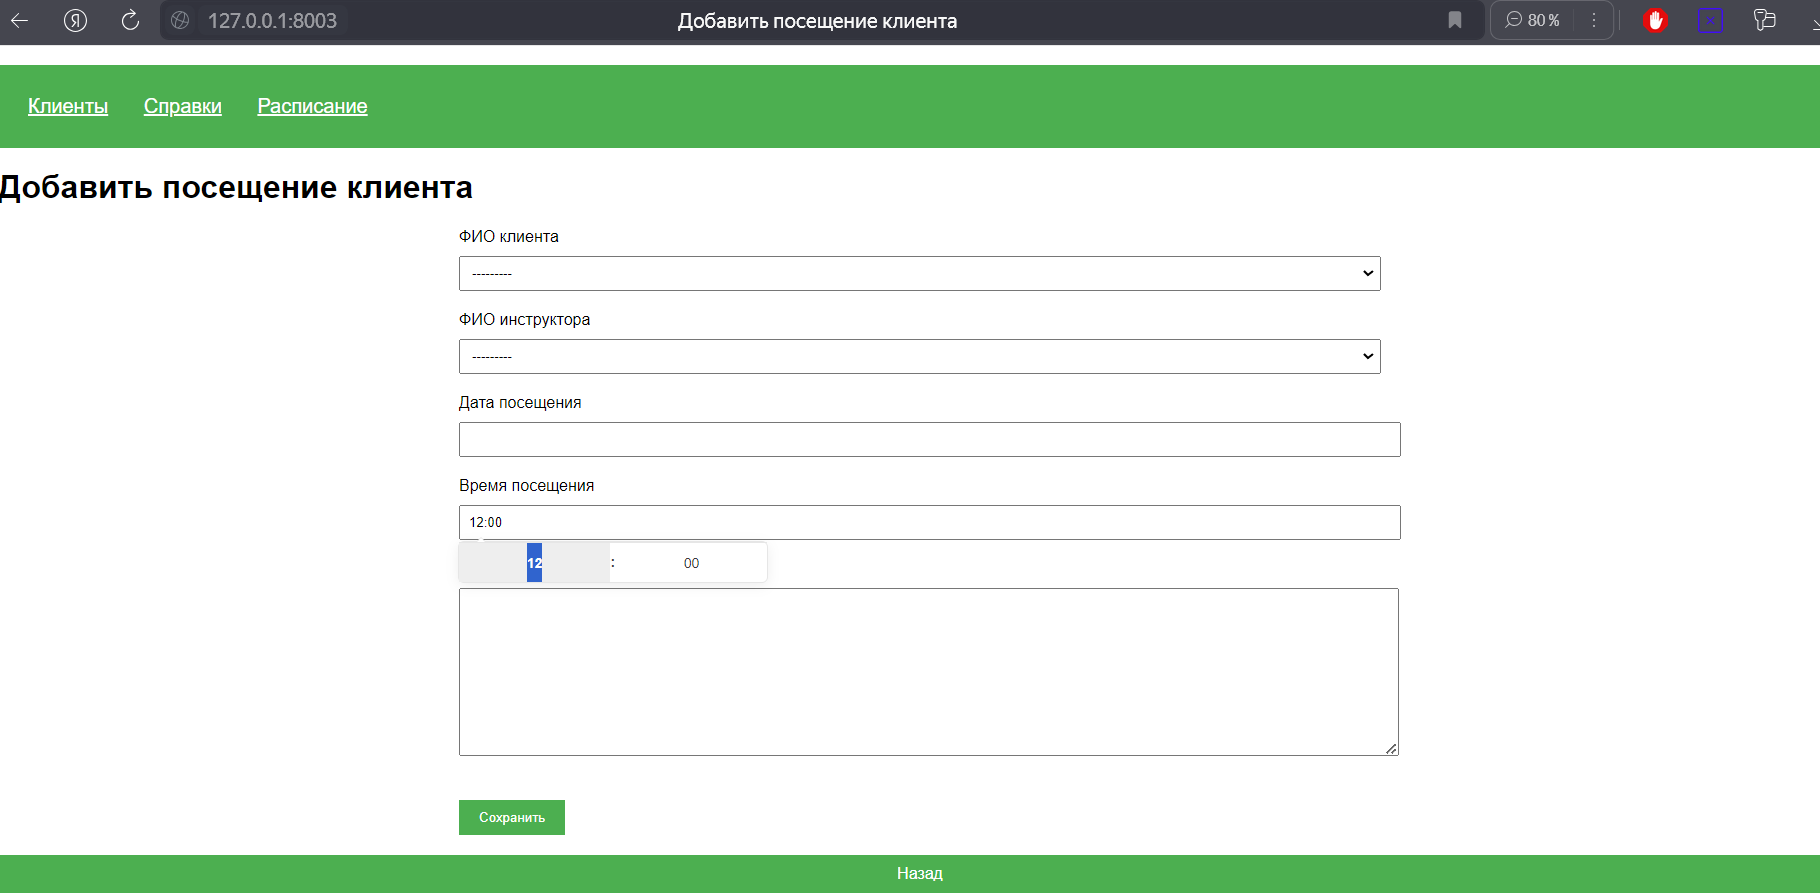 Я 127.0.0.1:8003 Добавить посещение клиента 80 %
Клиенты Справки Расписание
Добавить посещение клиента
ФИО клиента
---------
ФИО инструктора
---------
Дата посещения
Время посещения
12:00
12 : 00
Сохранить
Назад